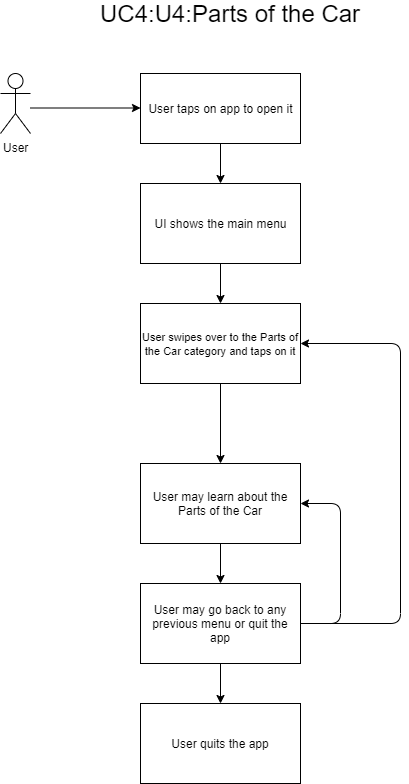 UC4:U4:Parts of the Car
User taps on app to open it
User
UI shows the main menu
User swipes over to the Parts of
the Car category and taps on it
User may learn about the
Parts of the Car
User may go back to any
previous menu or quit the
app
User quits the app